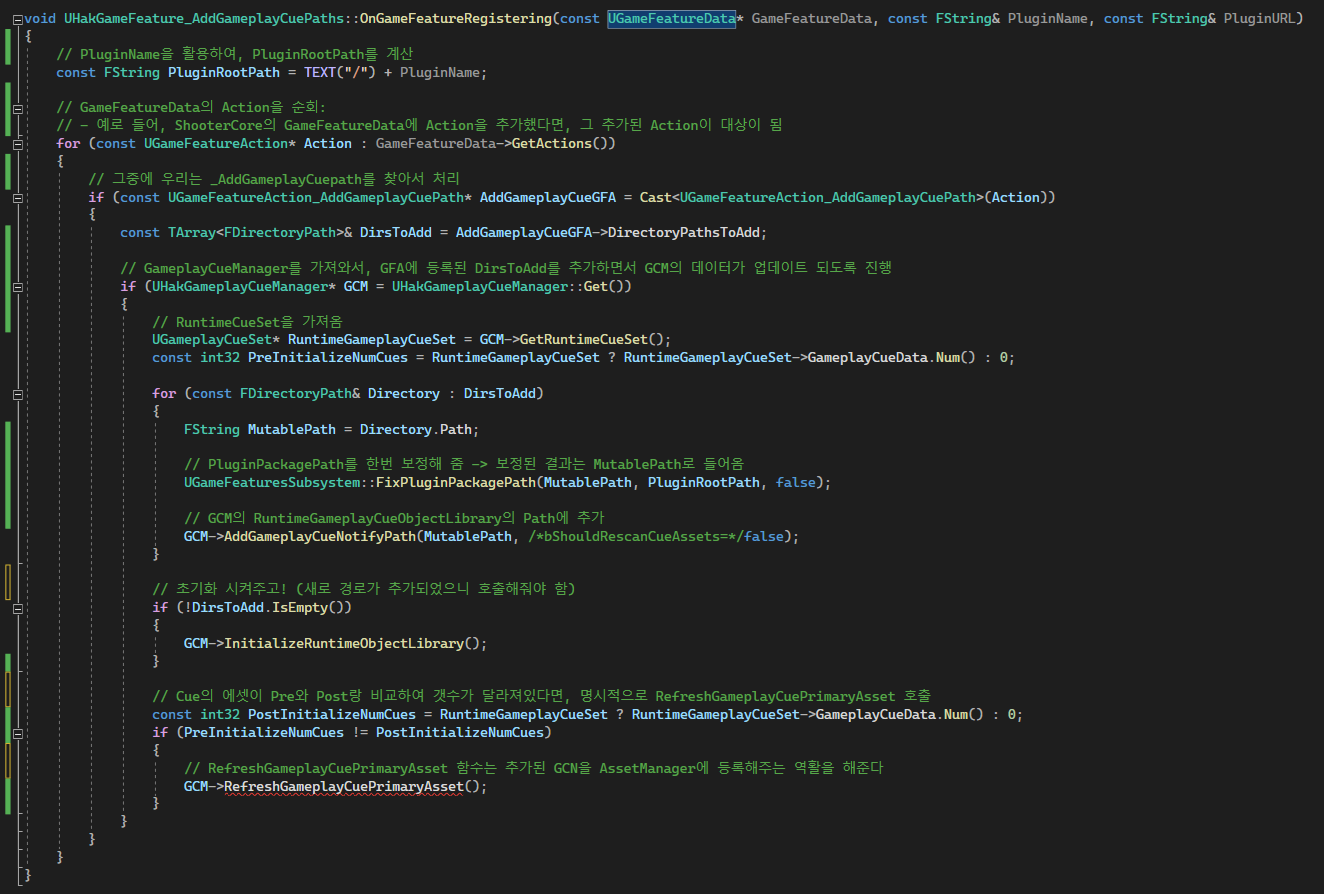 void UHakGameFeature_AddGameplayCuePaths::OnGameFeatureRegistering(const UGameFeatureData* GameFeatureData, const FString& PluginName, const FString& PluginURL)
{
    // PluginName을 활용하여, PluginRootPath를 계산
    const FString PluginRootPath = TEXT("/") + PluginName;

    // GameFeatureData의 Action을 순회:
    // - 예로 들어, ShooterCore의 GameFeatureData에 Action을 추가했다면, 그 추가된 Action이 대상이 됨
    for (const UGameFeatureAction* Action : GameFeatureData->GetActions())
    {
        // 그중에 우리는 _AddGameplayCuepath를 찾아서 처리
        if (const UGameFeatureAction_AddGameplayCuePath* AddGameplayCueGFA = Cast<UGameFeatureAction_AddGameplayCuePath>(Action))
        {
            const TArray<FDirectoryPath>& DirsToAdd = AddGameplayCueGFA->DirectoryPathsToAdd;

            // GameplayCueManager를 가져와서, GFA에 등록된 DirsToAdd를 추가하면서 GCM의 데이터가 업데이트 되도록 진행
            if (UHakGameplayCueManager* GCM = UHakGameplayCueManager::Get())
            {
                // RuntimeCueSet을 가져옴
                UGameplayCueSet* RuntimeGameplayCueSet = GCM->GetRuntimeCueSet();
                const int32 PreInitializeNumCues = RuntimeGameplayCueSet ? RuntimeGameplayCueSet->GameplayCueData.Num() : 0;

                for (const FDirectoryPath& Directory : DirsToAdd)
                {
                    FString MutablePath = Directory.Path;

                    // PluginPackagePath를 한번 보정해 줌 -> 보정된 결과는 MutablePath로 들어옴
                    UGameFeaturesSubsystem::FixPluginPackagePath(MutablePath, PluginRootPath, false);

                    // GCM의 RuntimeGameplayCueObjectLibrary의 Path에 추가
                    GCM->AddGameplayCueNotifyPath(MutablePath, /*bShouldRescanCueAssets=*/false);
                }

                // 초기화 시켜주고! (새로 경로가 추가되었으니 호출해줘야 함)
                if (!DirsToAdd.IsEmpty())
                {
                    GCM->InitializeRuntimeObjectLibrary();
                }

                // Cue의 에셋이 Pre와 Post랑 비교하여 갯수가 달라져있다면, 명시적으로 RefreshGameplayCuePrimaryAsset 호출
                const int32 PostInitializeNumCues = RuntimeGameplayCueSet ? RuntimeGameplayCueSet->GameplayCueData.Num() : 0;
                if (PreInitializeNumCues != PostInitializeNumCues)
                {
                    // RefreshGameplayCuePrimaryAsset 함수는 추가된 GCN을 AssetManager에 등록해주는 역활을 해준다
                    GCM->RefreshGameplayCuePrimaryAsset();
                }
            }
        }
    }
}